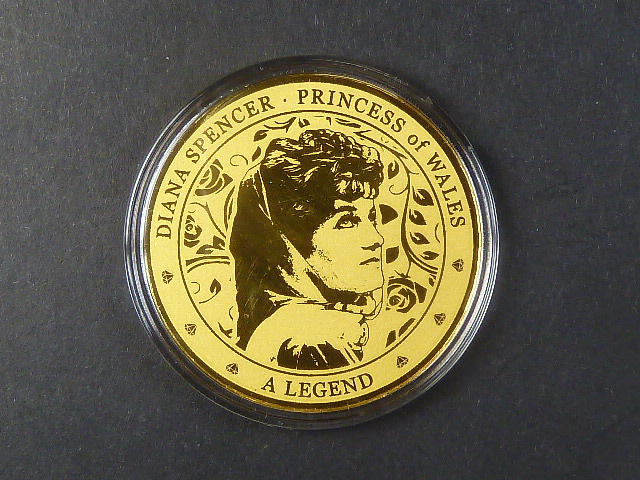 DIANA SPENCER · PRINCESS of WALES
A LEGEND